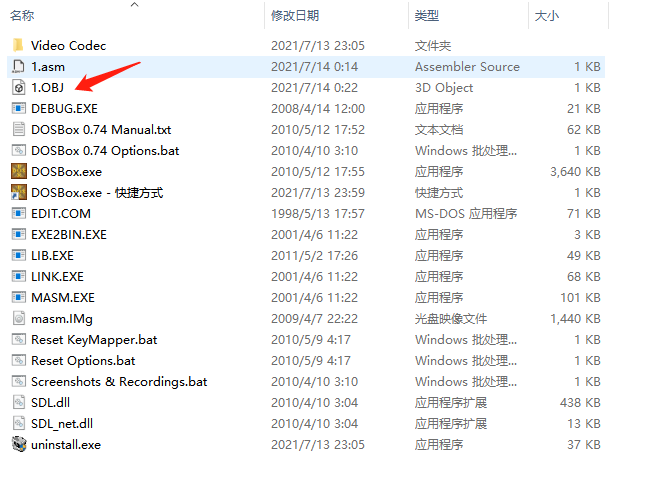 名称 修改日期 类型 大小
Video Codec 2021/7/13 23:05 文件夹
1.asm 2021/7/14 0:14 Assembler Source 1 KB
1.OBJ 2021/7/14 0:22 3D Object 1 KB
DEBUG.EXE 2008/4/14 12:00 应用程序 21 KB
DOSBox 0.74 Manual.txt 2010/5/12 17:52 文本文档 62 KB
DOSBox 0.74 Options.bat 2010/4/10 3:10 Windows 批处理... 1 KB
DOSBox.exe 2010/5/12 17:55 应用程序 3,640 KB
DOSBox.exe - 快捷方式 2021/7/13 23:59 快捷方式 1 KB
EDIT.COM 1998/5/13 17:57 MS-DOS 应用程序 71 KB
EXE2BIN.EXE 2001/4/6 11:22 应用程序 3 KB
LIB.EXE 2011/5/2 17:26 应用程序 49 KB
LINK.EXE 2001/4/6 11:22 应用程序 68 KB
MASM.EXE 2001/4/6 11:22 应用程序 101 KB
masm.IMg 2009/4/7 22:22 光盘映像文件 1,440 KB
Reset KeyMapper.bat 2010/5/9 4:17 Windows 批处理... 1 KB
Reset Options.bat 2010/5/9 4:17 Windows 批处理... 1 KB
Screenshots & Recordings.bat 2010/4/10 3:10 Windows 批处理... 1 KB
SDL.dll 2010/4/10 3:04 应用程序扩展 438 KB
SDL_net.dll 2010/4/10 3:04 应用程序扩展 13 KB
uninstall.exe 2021/7/13 23:05 应用程序 37 KB